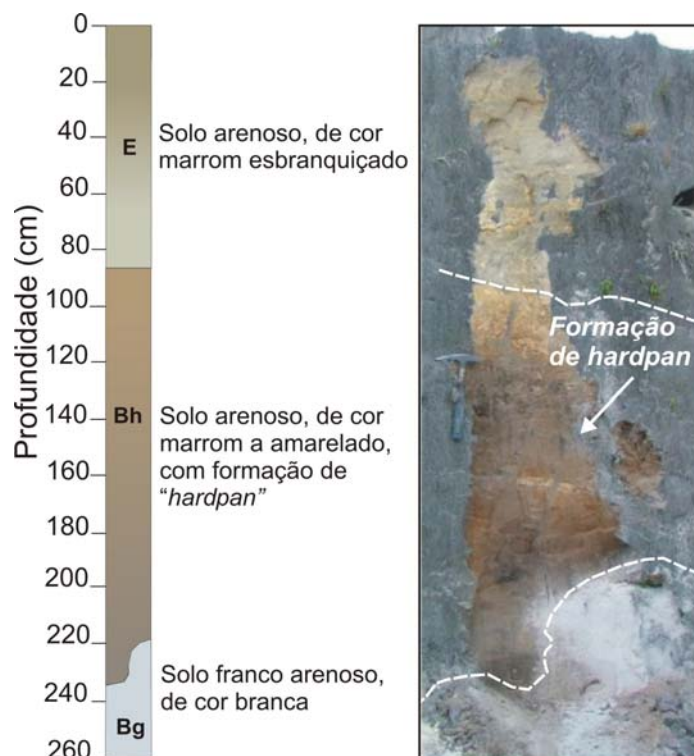 Profundidade (cm)
0
20
40
60
80
100
120
140
160
180
200
220
240
260
E
Solo arenoso, de cor
marrom esbranquiçado
Bh
Solo arenoso, de cor
marrom a amarelado,
com formação de
“hardpan”
Solo franco arenoso,
de cor branca
Bg
Formação
de hardpan